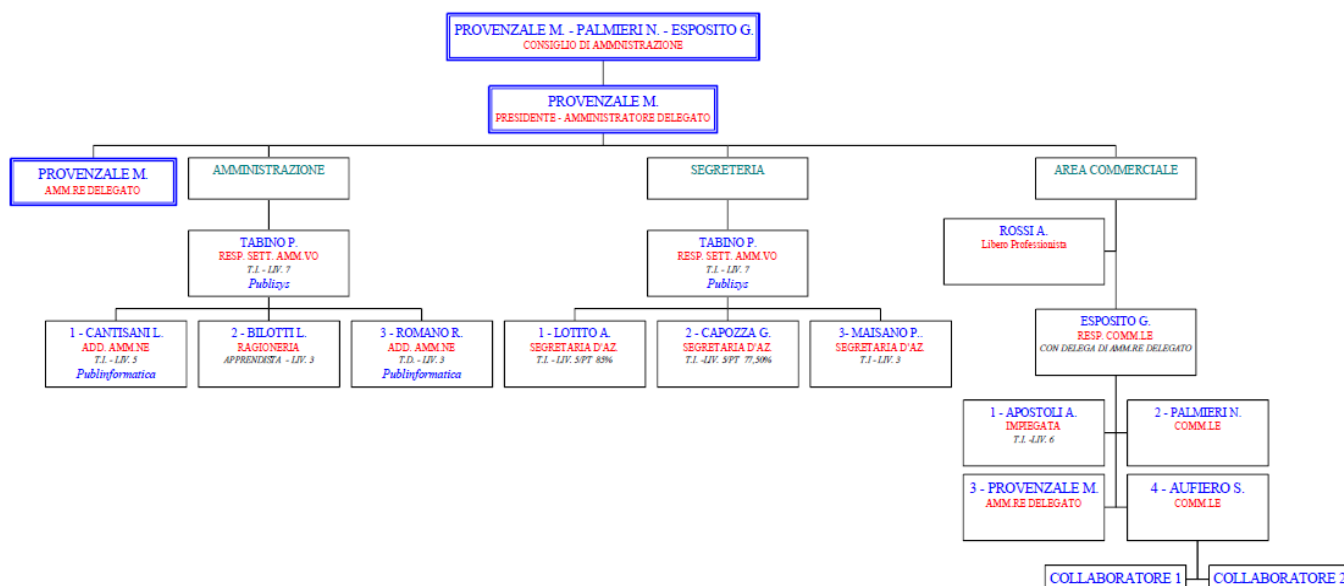 PROVENZALE M. - PALMIERI N. - ESPOSITO G.
CONSIGLIO DI AMMNISTRAZIONE
PROVENZALE M.
PRESIDENTE - AMMINISTRATORE DELEGATO
PROVENZALE M.
AMM.RE DELEGATO
AMMINISTRAZIONE
SEGRETERIA
AREA COMMERCIALE
TABINO P.
RESP. SETT. AMM.VO
T.I. - LIV. 7
Publisys
TABINO P.
RESP. SETT. AMM.VO
T.I. - LIV. 7
Publisys
ROSSI A.
Libero Professionista
1 - CANTISANI L.
ADD. AMM.NE
T.I. - LIV. 5
Publinformatica
2 - BILOTTI L.
RAGIONERIA
APPRENDISTA - LIV. 3
3 - ROMANO R.
ADD. AMM.NE
T.D. - LIV. 3
Publinformatica
1 - LOTITO A.
SEGRETARIA D'AZ
T.I. - LIV. 5/PT 85%
2 - CAPOZZA G.
SEGRETARIA D'AZ
T.I. -LIV. 5/PT 77,50%
3- MAISANO P..
SEGRETARIA D'AZ
T.I - LIV. 3
ESPOSITO G.
RESP. COMM.LE
CON DELEGA DI AMM.RE DELEGATO
1 - APOSTOLI A.
IMPIEGATA
T.I. -LIV. 6
2 - PALMIERI N.
COMM.LE
3 - PROVENZALE M.
AMM.RE DELEGATO
4 - AUFIERO S.
COMM.LE
COLLABORATORE 1
COLLABORATORE 2